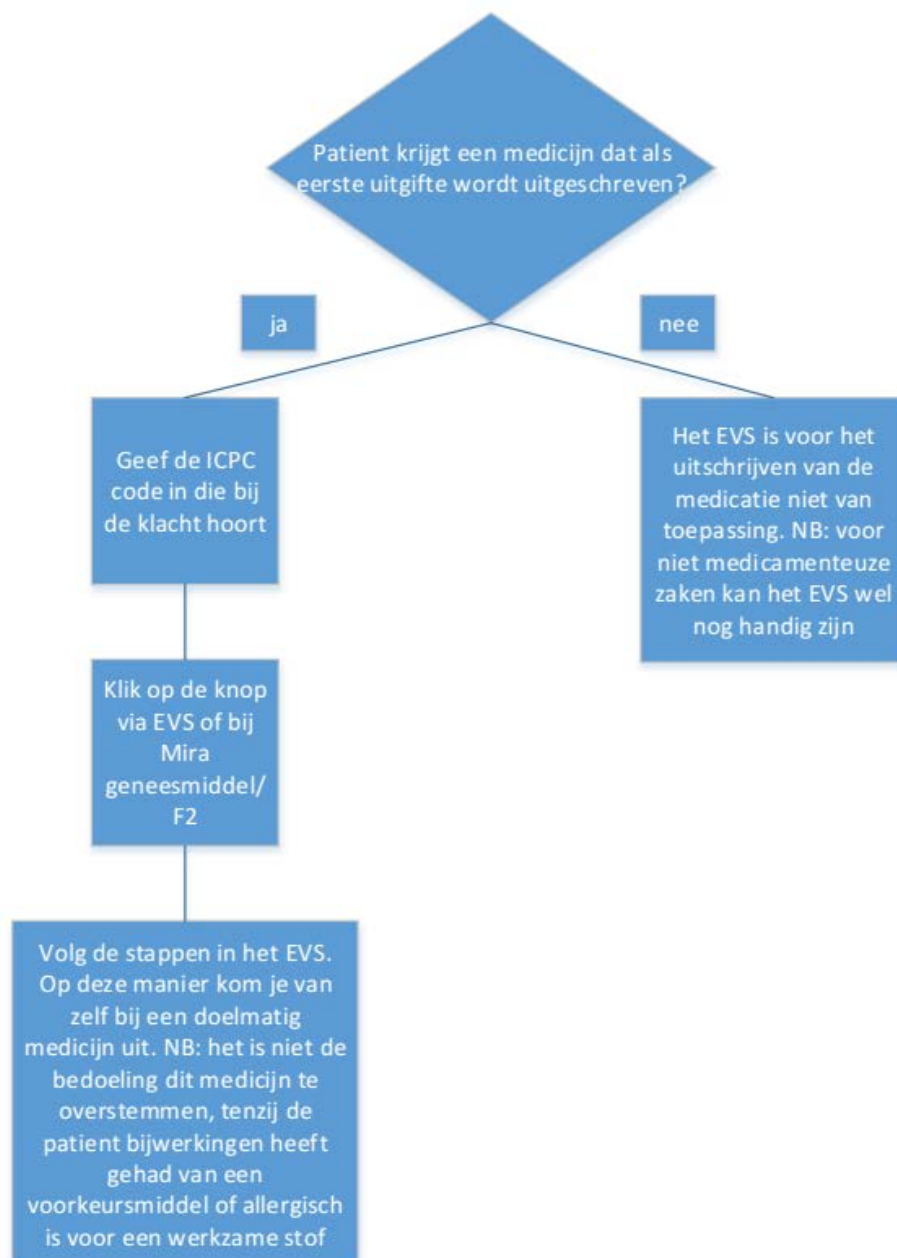 Patient krijgt een medicijn dat als
eerste uitgifte wordt uitgeschreven?
ja
nee
Geef de ICPC
code in die bij
de klacht hoort
Het EVS is voor het
uitschrijven van de
medicatie niet van
toepassing. NB: voor
niet medicamenteuze
zaken kan het EVS wel
nog handig zijn
Klik op de knop
via EVS of bij
Mira
geneesmiddel/
F2
Volg de stappen in het EVS.
Op deze manier kom je van
zelf bij een doelmatig
medicijn uit. NB: het is niet de
bedoeling dit medicijn te
overstemmen, tenzij de
patient bijwerkingen heeft
gehad van een
voorkeursmiddel of allergisch
is voor een werkzame stof